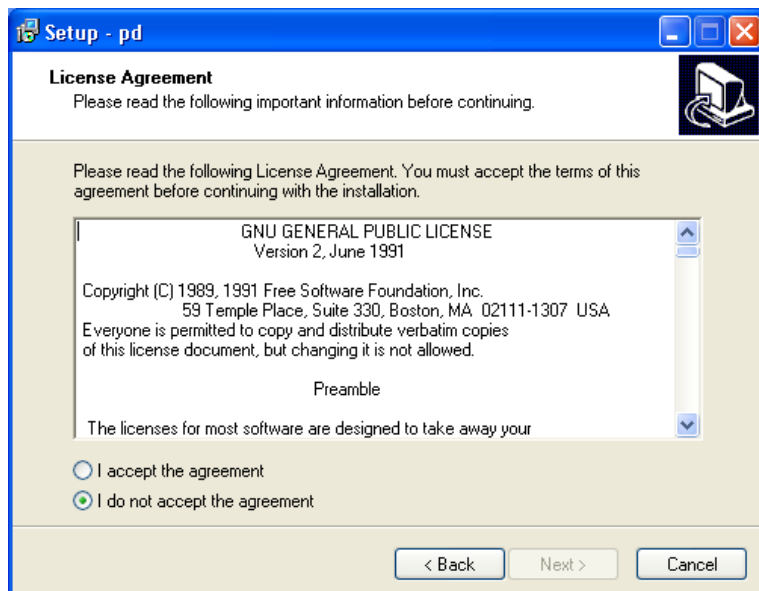 Setup - pd
License Agreement
Please read the following important information before continuing.
Please read the following License Agreement. You must accept the terms of this
agreement before continuing with the installation.
GNU GENERAL PUBLIC LICENSE
Version 2, June 1991
Copyright (C) 1989, 1991 Free Software Foundation, Inc.
59 Temple Place, Suite 330, Boston, MA  02111-1307  USA
Everyone is permitted to copy and distribute verbatim copies
of this license document, but changing it is not allowed.
Preamble
The licenses for most software are designed to take away your
I accept the agreement
I do not accept the agreement
< Back
Next >
Cancel